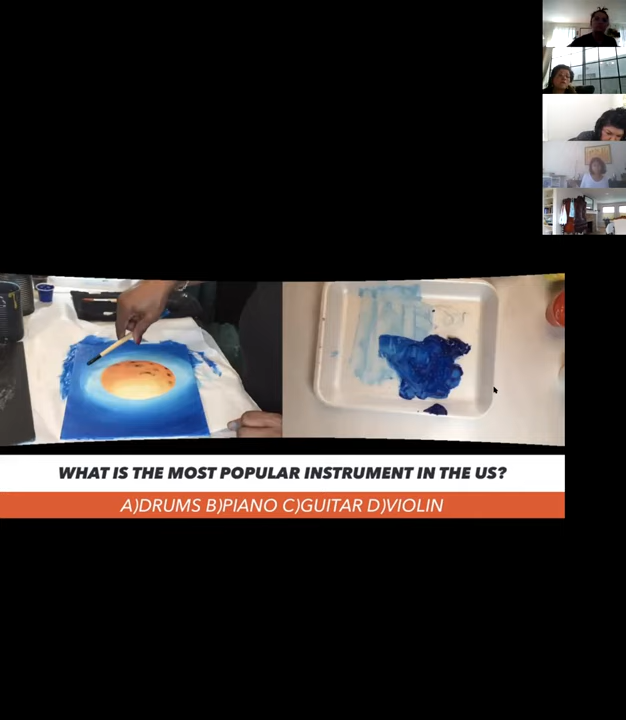 WHAT IS THE MOST POPULAR INSTRUMENT IN THE US?
A)DRUMS B)PIANO C)GUITAR D)VIOLIN